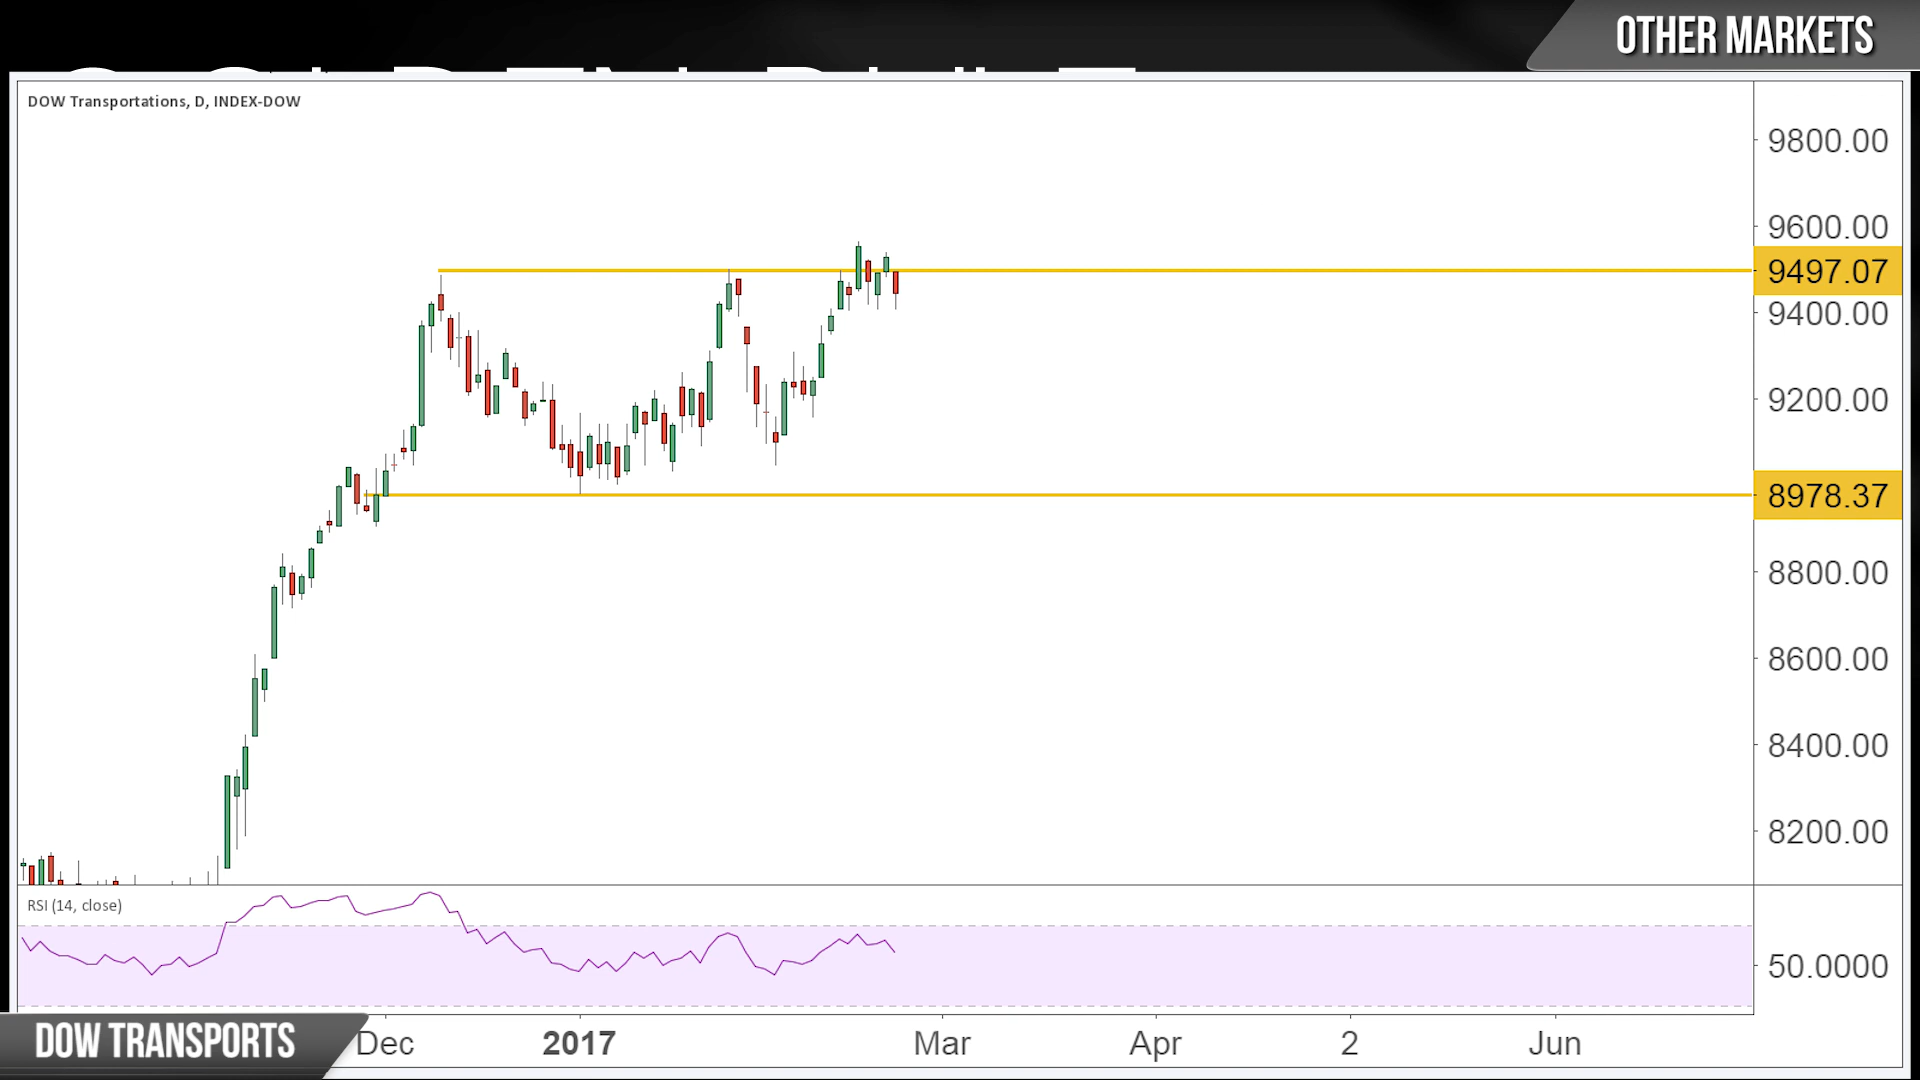 OTHER MARKETS
DOW Transportations, D, INDEX-DOW
9800.00
9600.00
9497.07
9400.00
9200.00
8978.37
8800.00
8600.00
8400.00
8200.00
RSI (14, close)
50.0000
DOW TRANSPORTS
Dec 2017 Mar Apr 2 Jun